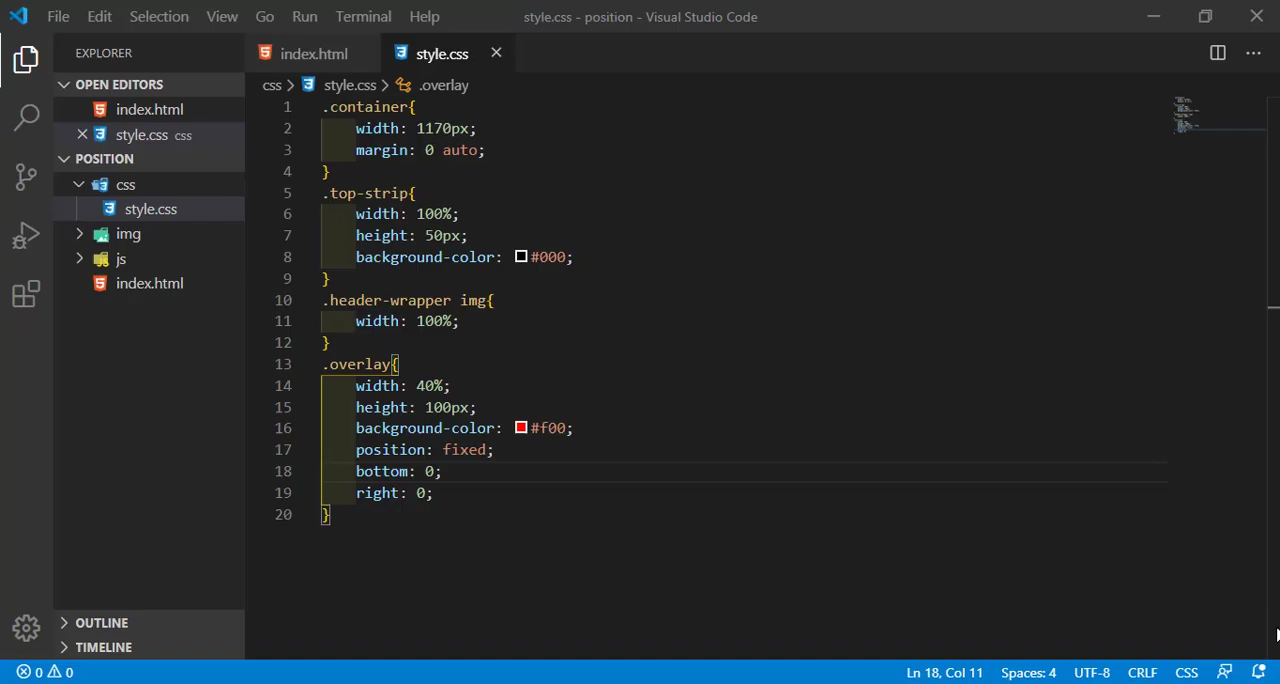 File Edit Selection View Go Run Terminal Help
style.css - position - Visual Studio Code
EXPLORER
OPEN EDITORS
index.html
style.css css
POSITION
css
style.css
img
js
index.html
OUTLINE
TIMELINE
index.html
style.css
css > style.css > .overlay
1 .container{
2 width: 1170px;
3 margin: 0 auto;
4 }
5 .top-strip{
6 width: 100%;
7 height: 50px;
8 background-color: #000;
9 }
10 .header-wrapper img{
11 width: 100%;
12 }
13 .overlay{
14 width: 40%;
15 height: 100px;
16 background-color: #f00;
17 position: fixed;
18 bottom: 0;
19 right: 0;
20 }
0 0
Ln 18, Col 11 Spaces: 4 UTF-8 CRLF CSS